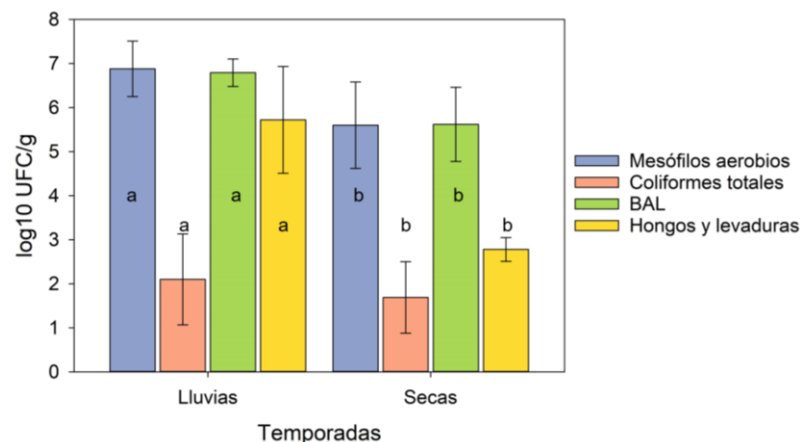 8
7
6
5
4
3
2
1
0
log10 UFC/g
a
a
a
a
b
b
b
b
Lluvias
Secas
Temporadas
Mesófilos aerobios
Coliformes totales
BAL
Hongos y levaduras